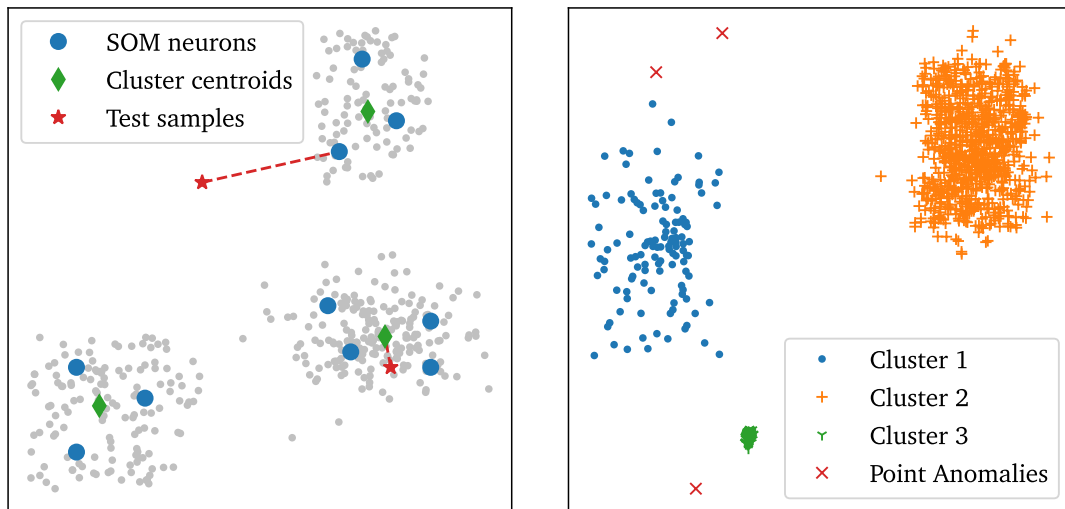 SOM neurons
Cluster centroids
Test samples
Cluster 1
Cluster 2
Cluster 3
Point Anomalies